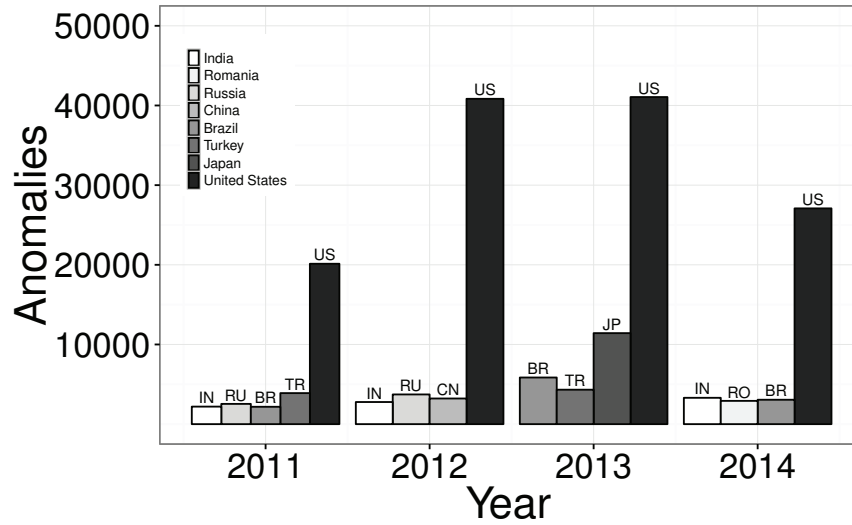 50000
40000
30000
20000
10000
Anomalies
India
Romania
Russia
China
Brazil
Turkey
Japan
United States
IN RU BR TR US
IN RU CN US
BR TR JP US
IN RO BR US
2011 2012 2013 2014
Year